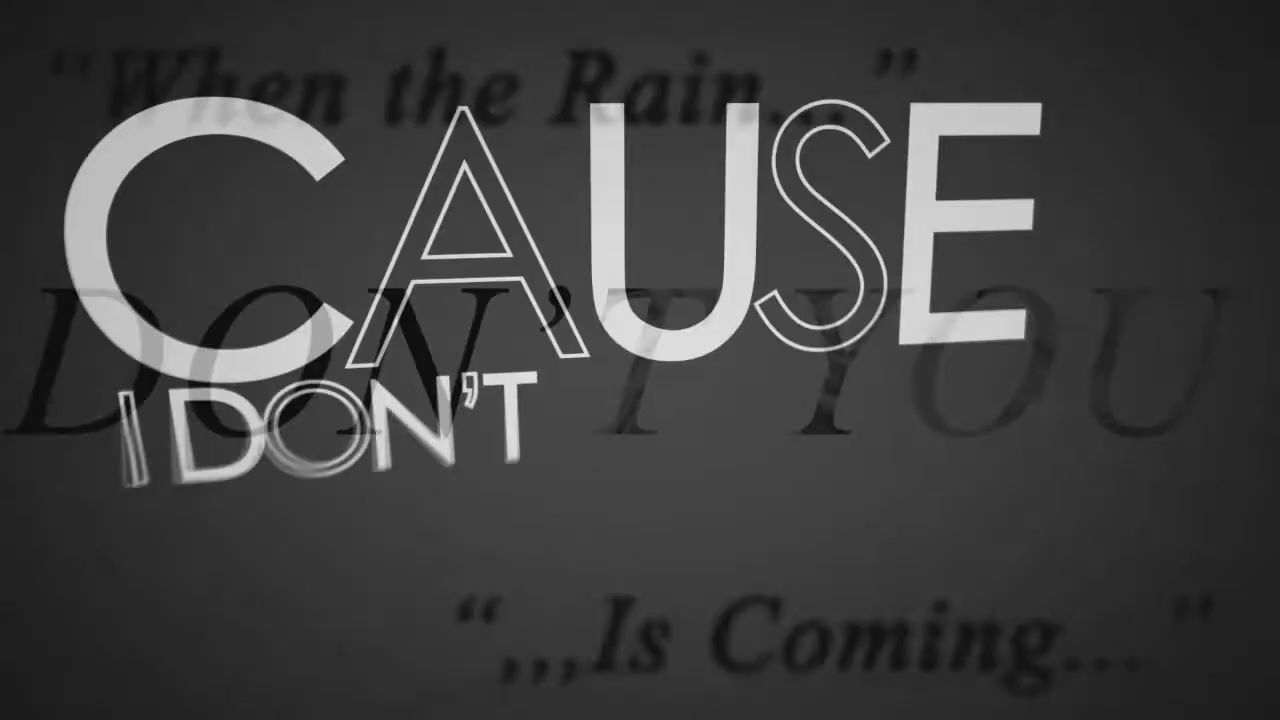 “When the Rain...”
CAUSE
DON’T YOU
I DON’T
“,,,Is Coming...”